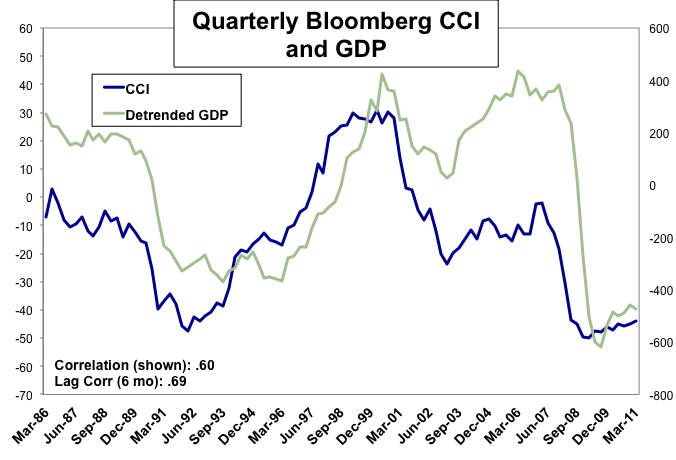 Quarterly Bloomberg CCI
and GDP
CCI
Detrended GDP
60
50
40
30
20
10
0
-10
-20
-30
-40
-50
-60
-70
600
400
200
0
-200
-400
-600
-800
Correlation (shown): .60
Lag Corr (6 mo): .69
Mar-86
Jun-87
Sep-88
Dec-89
Mar-91
Jun-92
Sep-93
Dec-94
Mar-96
Jun-97
Sep-98
Dec-99
Mar-01
Jun-02
Sep-03
Dec-04
Mar-06
Jun-07
Sep-08
Dec-09
Mar-11